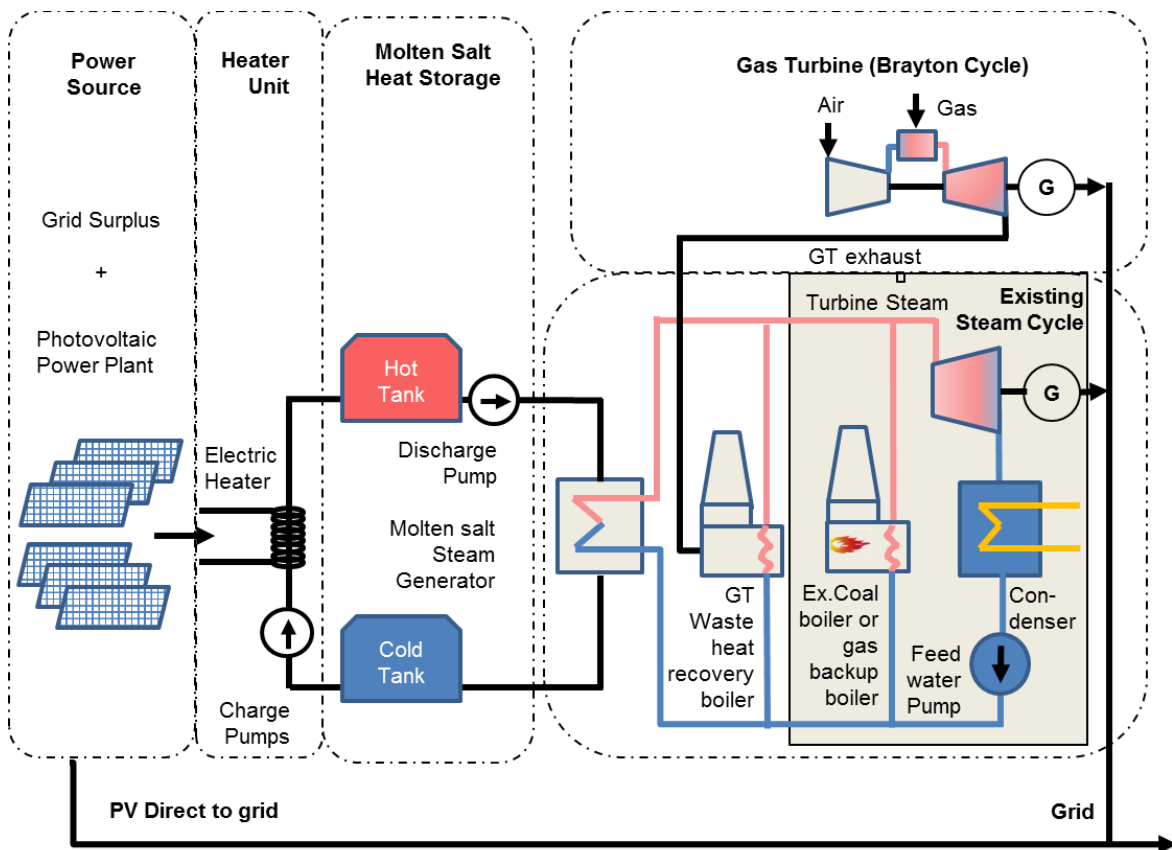 Power
Source
Heater
Unit
Molten Salt
Heat Storage
Gas Turbine (Brayton Cycle)
Air
Gas
G
GT exhaust
Grid Surplus
+
Photovoltaic
Power Plant
Turbine Steam
Existing
Steam Cycle
G
Hot
Tank
Electric
Heater
Discharge
Pump
Molten salt
Steam
Generator
Cold
Tank
Charge
Pumps
GT
Waste
heat
recovery
boiler
Ex.Coal
boiler or
gas
backup
boiler
Con-
denser
Feed
water
Pump
PV Direct to grid
Grid